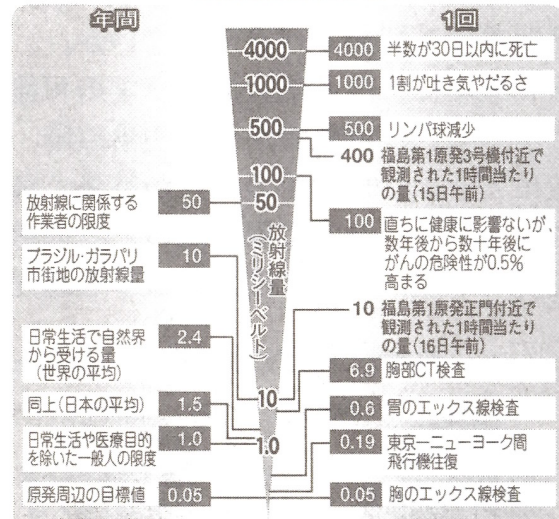 年間
1回
4000
1000
500
100
50
10
1.0
放射線量
(ミリシーベルト)
放射線に関係する
作業者の限度
50
ブラジル・ガラパリ
市街地の放射線量
10
日常生活で自然界
から受ける量
(世界の平均)
2.4
同上(日本の平均)
1.5
日常生活や医療目的
を除いた一般人の限度
1.0
原発周辺の目標値
0.05
4000
半数が30日以内に死亡
1000
1割が吐き気やだるさ
500
リンパ球減少
400
福島第1原発3号機付近で
観測された1時間当たり
の量(15日午前)
100
直ちに健康に影響ないが、
数年後から数十年後に
がんの危険性が0.5%
高まる
10
福島第1原発正門付近で
観測された1時間当たり
の量(16日午前)
6.9
胸部CT検査
0.6
胃のエックス線検査
0.19
東京ーニューヨーク間
飛行機往復
0.05
胸のエックス線検査